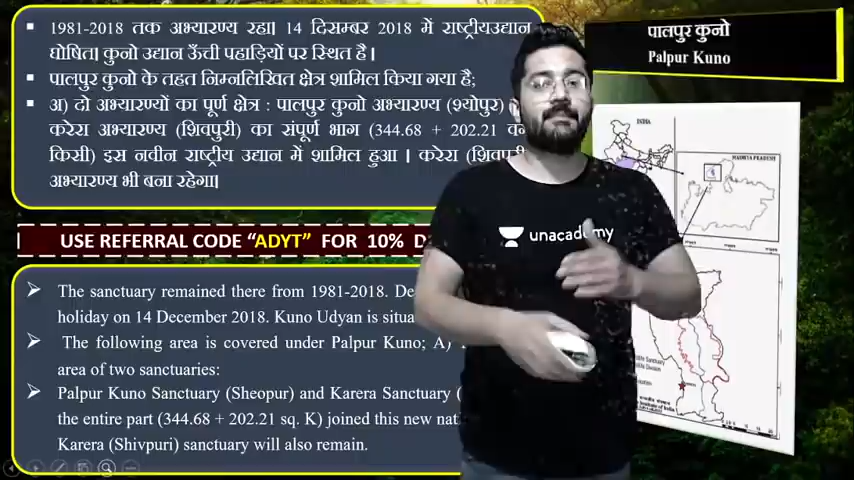 1981-2018 तक अभ्यारण्य रहा। 14 दिसम्बर 2018 में राष्ट्रीयउद्यान
घोषित। कुनो उद्यान ऊँची पहाड़ियों पर स्थित है।
पालपुर कुनो के तहत निम्नलिखित क्षेत्र शामिल किया गया है;
अ) दो अभ्यारण्यों का पूर्ण क्षेत्र : पालपुर कुनो अभ्यारण्य (श्योपुर)
करेरा अभ्यारण्य (शिवपुरी) का संपूर्ण भाग (344.68 + 202.21
किसी) इस नवीन राष्ट्रीय उद्यान में शामिल हुआ । करेरा (शिवपुरी
अभ्यारण्य भी बना रहेगा।
पालपुर कुनो
Palpur Kuno
INDIA
MADHYA PRADESH
unacademy
USE REFERRAL CODE “ADYT” FOR 10%
The sanctuary remained there from 1981-2018.
holiday on 14 December 2018. Kuno Udyan is
The following area is covered under Palpur Kuno; A)
area of two sanctuaries:
Palpur Kuno Sanctuary (Sheopur) and Karera Sanctuary (
the entire part (344.68 + 202.21 sq. K) joined this new
Karera (Shivpuri) sanctuary will also remain.